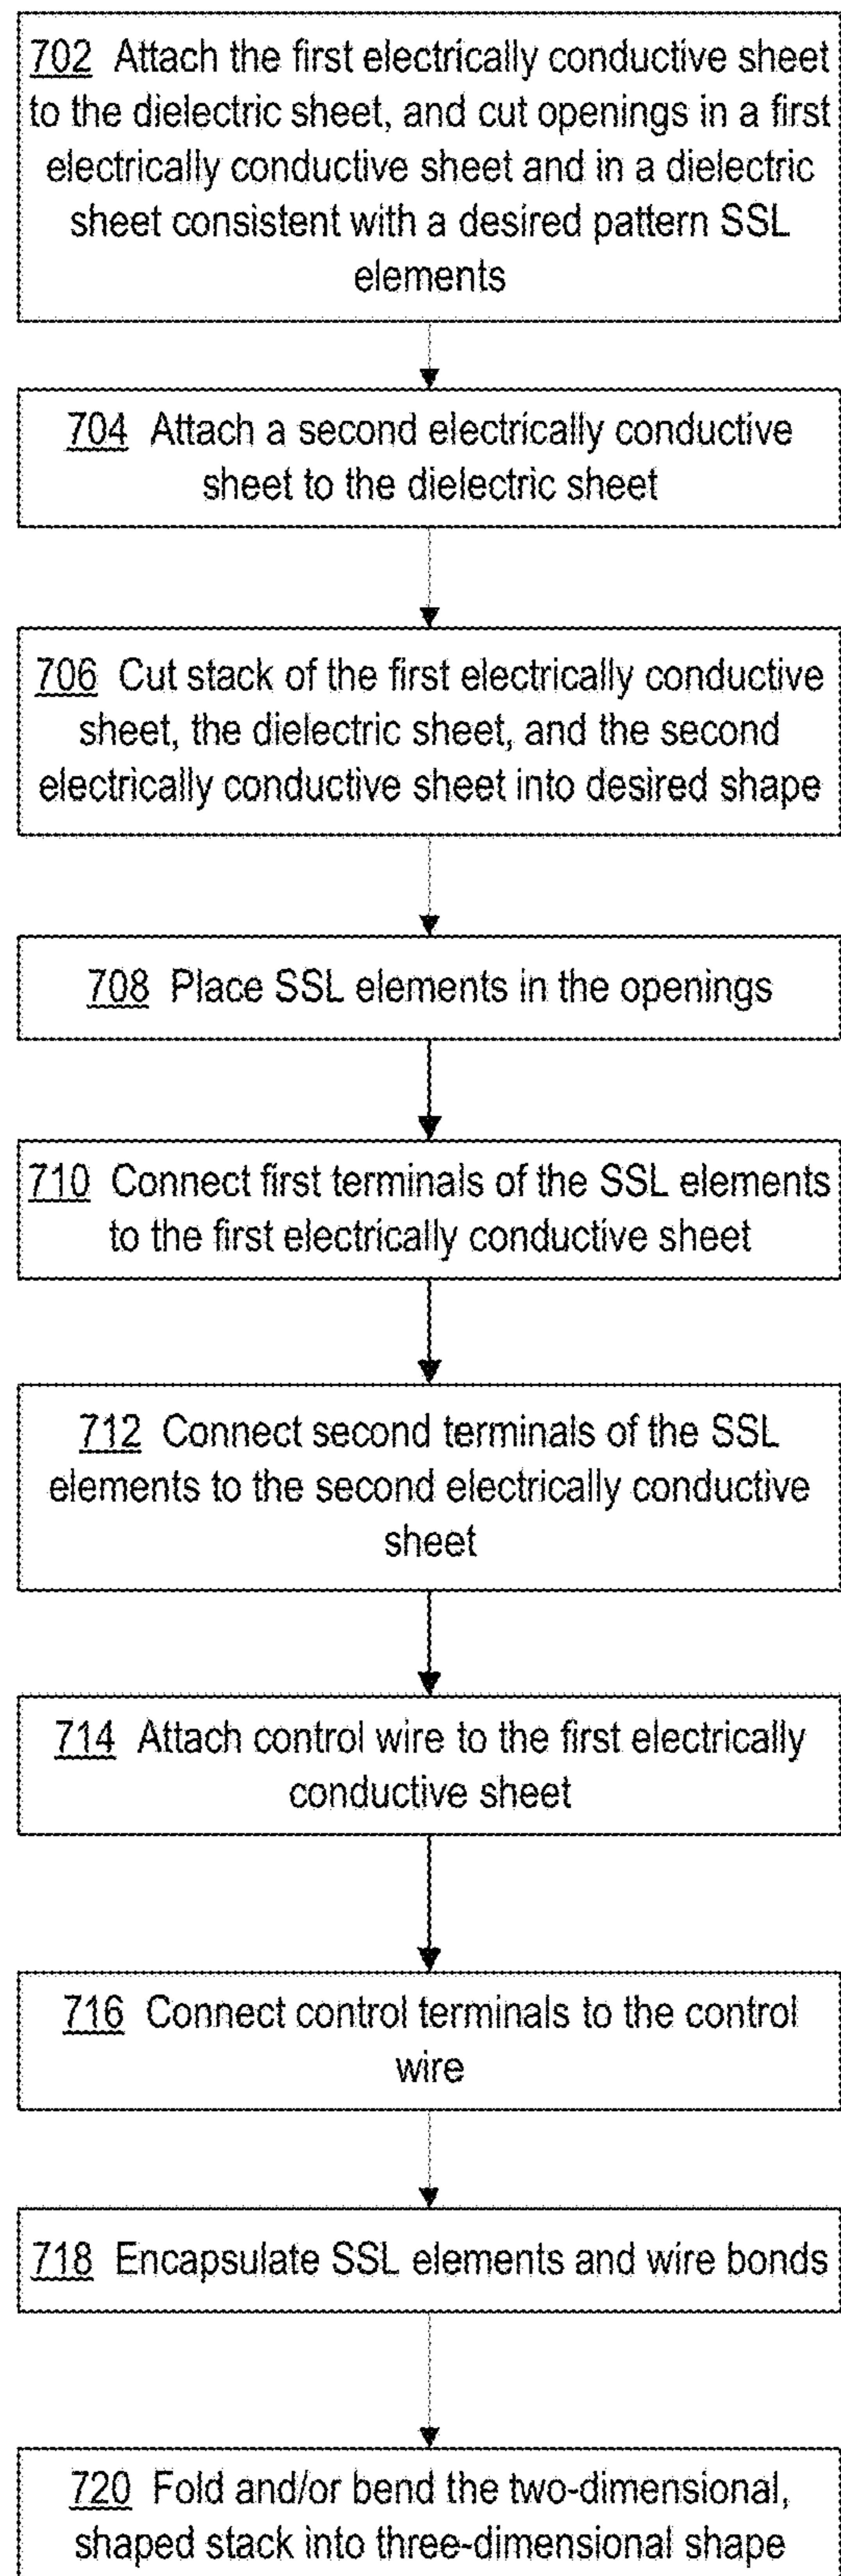 702 Attach the first electrically conductive sheet
to the dielectric sheet, and cut openings in a first
electrically conductive sheet and in a dielectric
sheet consistent with a desired pattern SSL
elements
704 Attach a second electrically conductive
sheet to the dielectric sheet
706 Cut stack of the first electrically conductive
sheet, the dielectric sheet, and the second
electrically conductive sheet into desired shape
708 Place SSL elements in the openings
710 Connect first terminals of the SSL elements
to the first electrically conductive sheet
712 Connect second terminals of the SSL
elements to the second electrically conductive
sheet
714 Attach control wire to the first electrically
conductive sheet
716 Connect control terminals to the control
wire
718 Encapsulate SSL elements and wire bonds
720 Fold and/or bend the two-dimensional,
shaped stack into three-dimensional shape